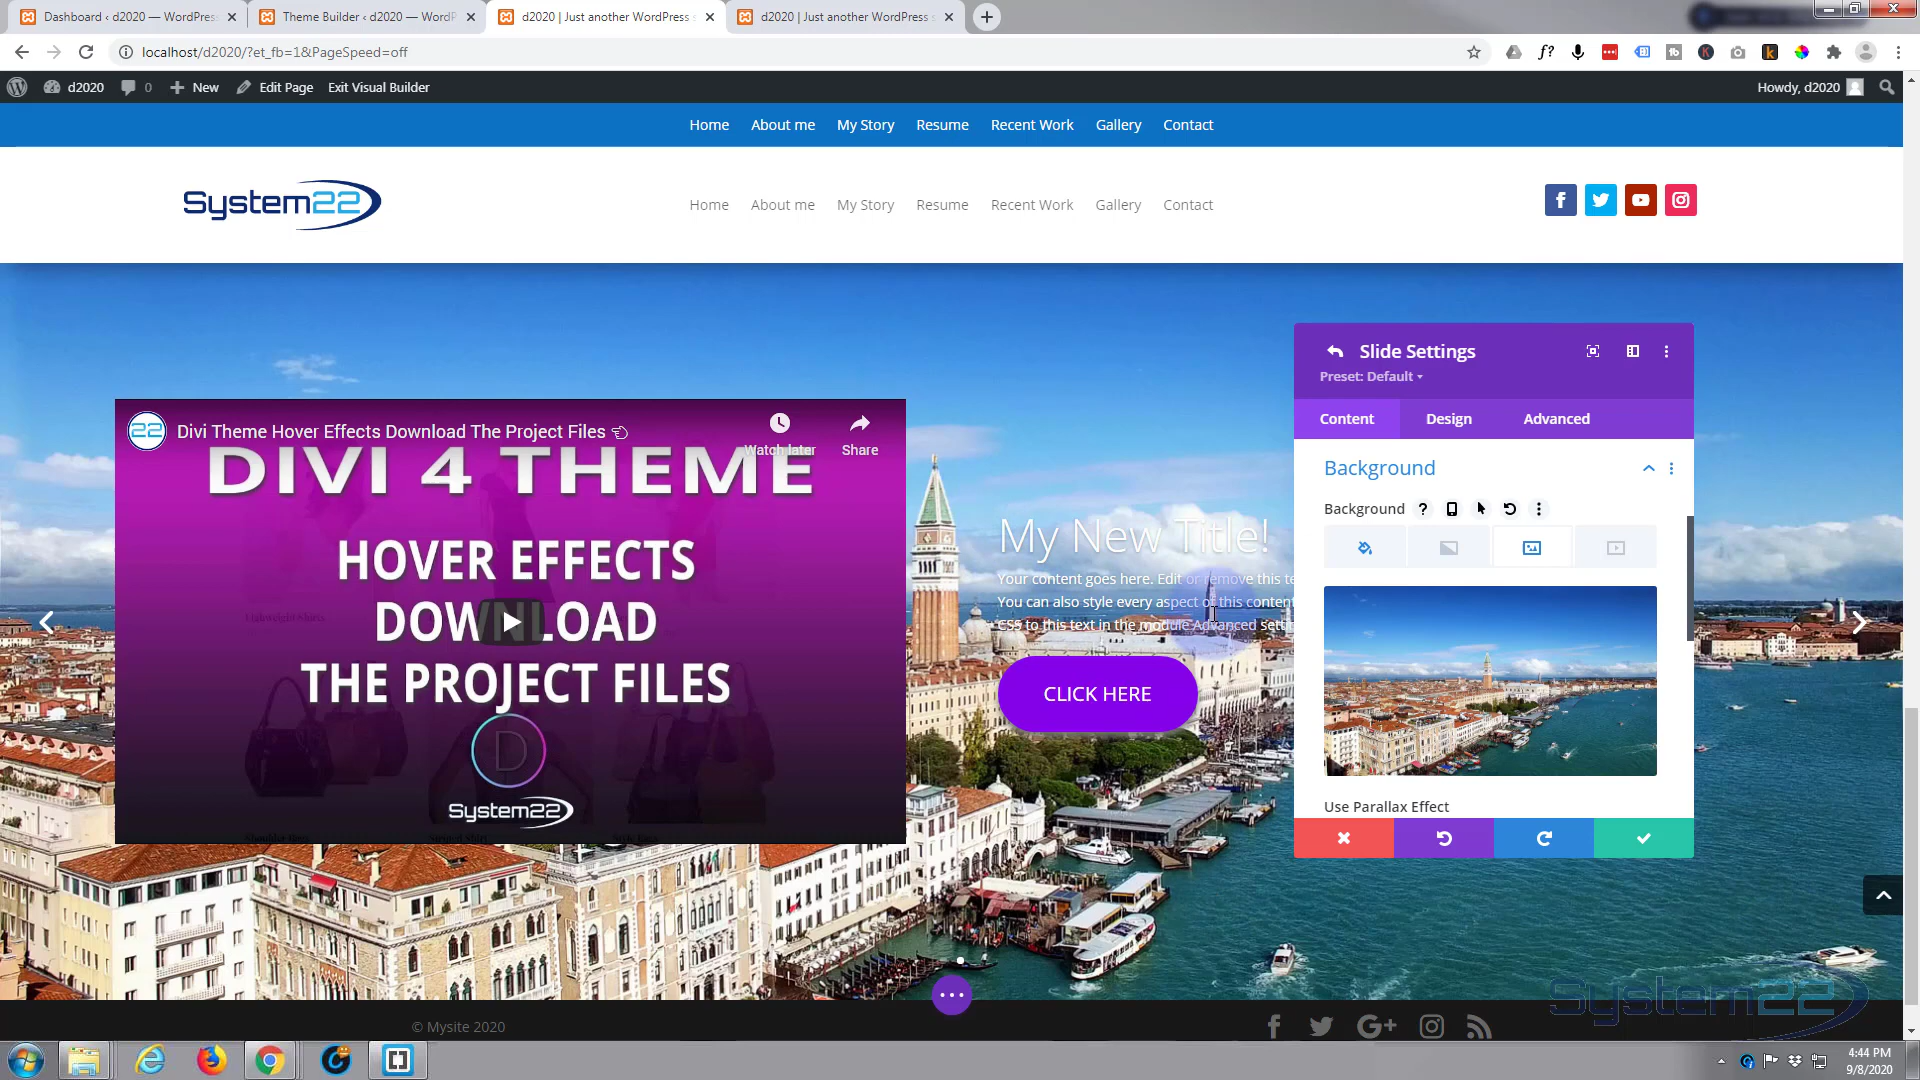 Dashboard ‹ d2020 — WordPress
Theme Builder ‹ d2020 — WordP
d2020 | Just another WordPress s
d2020 | Just another WordPress s
localhost/d2020/?et_fb=1&PageSpeed=off
d2020
0
New
Edit Page
Exit Visual Builder
Howdy, d2020
Home About me My Story Resume Recent Work Gallery Contact
System22
Home About me My Story Resume Recent Work Gallery Contact
22
Divi Theme Hover Effects Download The Project Files
Watch later
Share
DIVI 4 THEME
HOVER EFFECTS
DOWNLOAD
THE PROJECT FILES
D
System22
My New Title!
Your content goes here. Edit or remove this te
You can also style every aspect of this content
CSS to this text in the module Advanced setti
CLICK HERE
Slide Settings
Preset: Default
Content
Design
Advanced
Background
Background
Use Parallax Effect
© Mysite 2020
System22
4:44 PM
9/8/2020